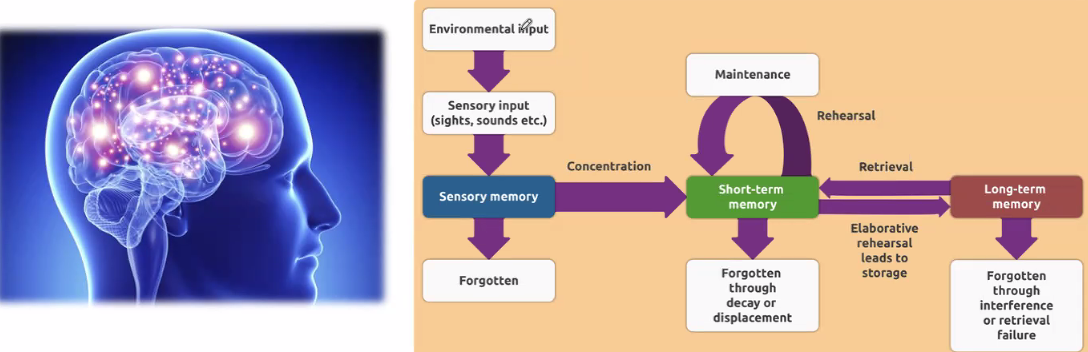 Environmental input
Sensory input
(sights, sounds etc.)
Sensory memory
Forgotten
Concentration
Maintenance
Rehearsal
Short-term
memory
Forgotten
through
decay or
displacement
Retrieval
Elaborative
rehearsal
leads to
storage
Long-term
memory
Forgotten
through
interference
or retrieval
failure